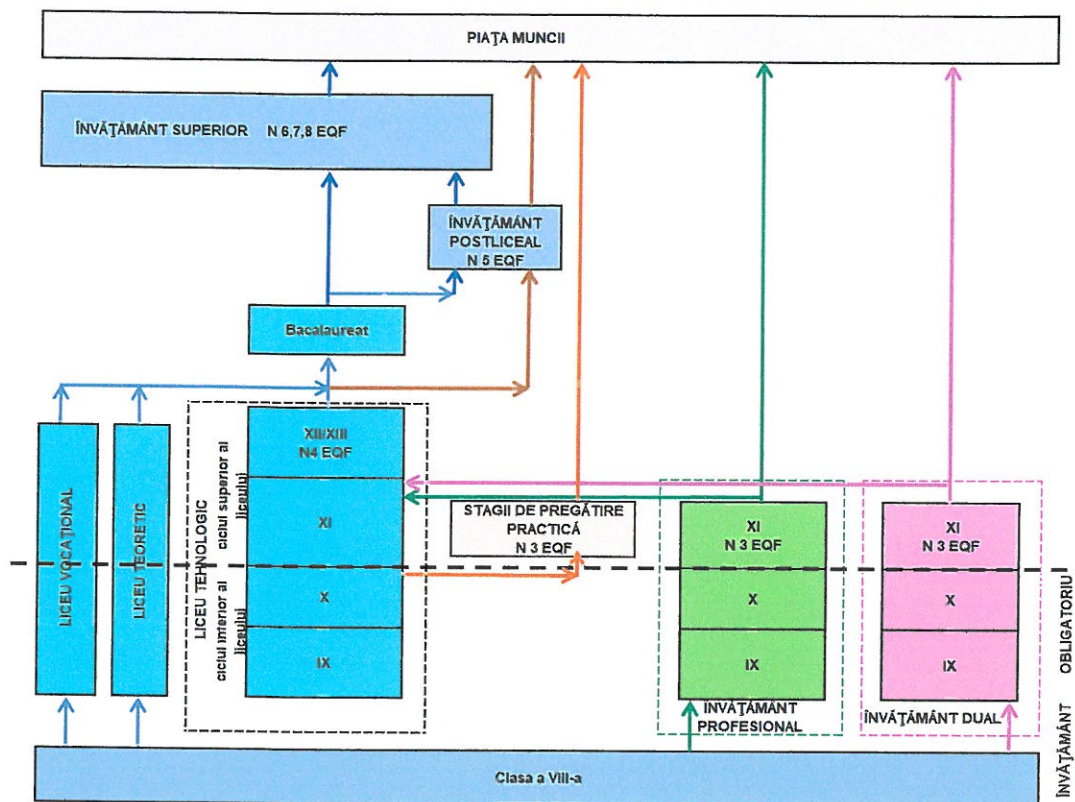 PIAȚA MUNCII
ÎNVĂȚĂMÂNT SUPERIOR N 6,7,8 EQF
ÎNVĂȚĂMÂNT
POSTLICEAL
N 5 EQF
Bacalaureat
LICEU VOCAȚIONAL
LICEU TEORETIC
LICEU TEHNOLOGIC
ciclul superior al
liceului
ciclul inferior al
liceului
XII/XIII
N4 EQF
XI
X
IX
STAGII DE PREGĂTIRE
PRACTICĂ
N 3 EQF
XI
N 3 EQF
X
IX
ÎNVĂȚĂMÂNT
PROFESIONAL
XI
N 3 EQF
X
IX
ÎNVĂȚĂMÂNT DUAL
ÎNVĂȚĂMÂNT OBLIGATORIU
Clasa a VIII-a